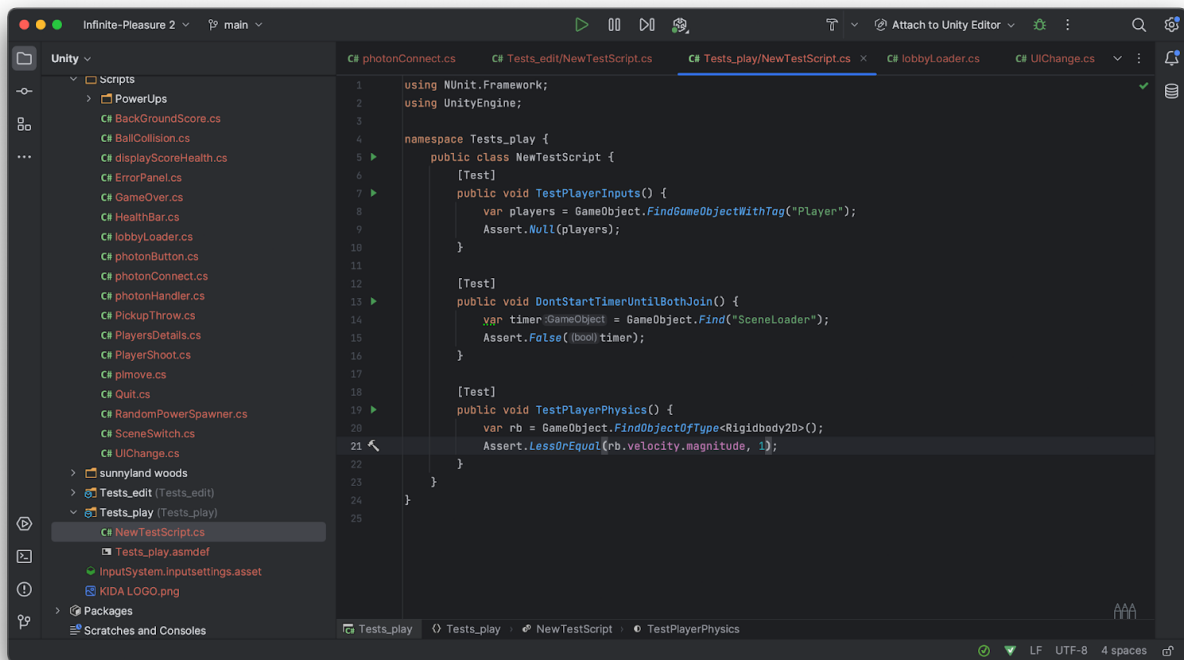 Infinite-Pleasure 2
main
Attach to Unity Editor
Unity
Scripts
PowerUps
C# BackGroundScore.cs
C# BallCollision.cs
C# displayScoreHealth.cs
C# ErrorPanel.cs
C# GameOver.cs
C# HealthBar.cs
C# lobbyLoader.cs
C# photonButton.cs
C# photonConnect.cs
C# photonHandler.cs
C# PickupThrow.cs
C# PlayersDetails.cs
C# PlayerShoot.cs
C# plmove.cs
C# Quit.cs
C# RandomPowerSpawner.cs
C# SceneSwitch.cs
C# UIChange.cs
sunnyland woods
Tests_edit (Tests_edit)
Tests_play (Tests_play)
C# NewTestScript.cs
Tests_play.asmdef
InputSystem.inputsettings.asset
KIDA LOGO.png
Packages
Scratches and Consoles
C# photonConnect.cs C# Tests_edit/NewTestScript.cs C# Tests_play/NewTestScript.cs C# lobbyLoader.cs C# UIChange.cs
1 using NUnit.Framework;
2 using UnityEngine;
3
4 namespace Tests_play {
5 public class NewTestScript {
6 [Test]
7 public void TestPlayerInputs() {
8 var players = GameObject.FindGameObjectWithTag("Player");
9 Assert.Null(players);
10 }
11
12 [Test]
13 public void DontStartTimerUntilBothJoin() {
14 var timer :GameObject = GameObject.Find("SceneLoader");
15 Assert.False( (bool) timer);
16 }
17
18 [Test]
19 public void TestPlayerPhysics() {
20 var rb = GameObject.FindObjectOfType<Rigidbody2D>();
21 Assert.LessOrEqual(rb.velocity.magnitude, 1);
22 }
23 }
24 }
25
Tests_play Tests_play NewTestScript TestPlayerPhysics
LF UTF-8 4 spaces